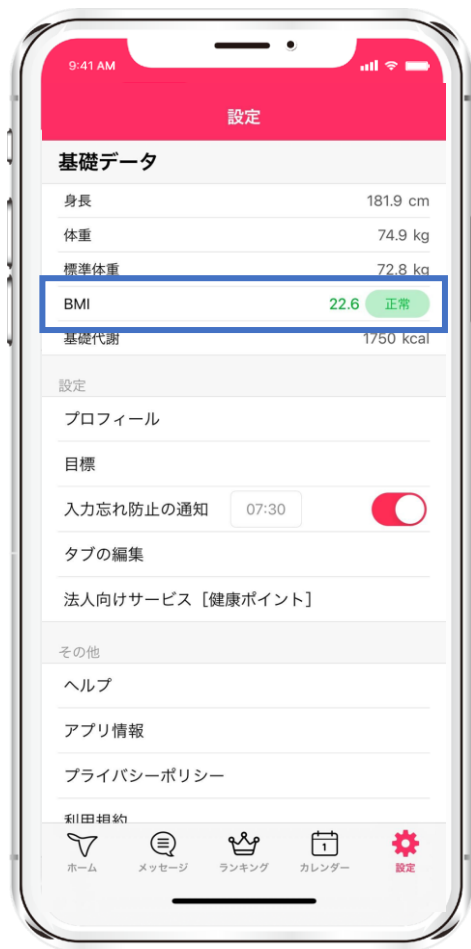 9:41 AM
設定
基礎データ
身長 181.9 cm
体重 74.9 kg
標準体重 72.8 kg
BMI 22.6 正常
基礎代謝 1750 kcal
設定
プロフィール
目標
入力忘れ防止の通知 07:30
タブの編集
法人向けサービス［健康ポイント］
その他
ヘルプ
アプリ情報
プライバシーポリシー
利用規約
1
ホーム メッセージ ランキング カレンダー 設定